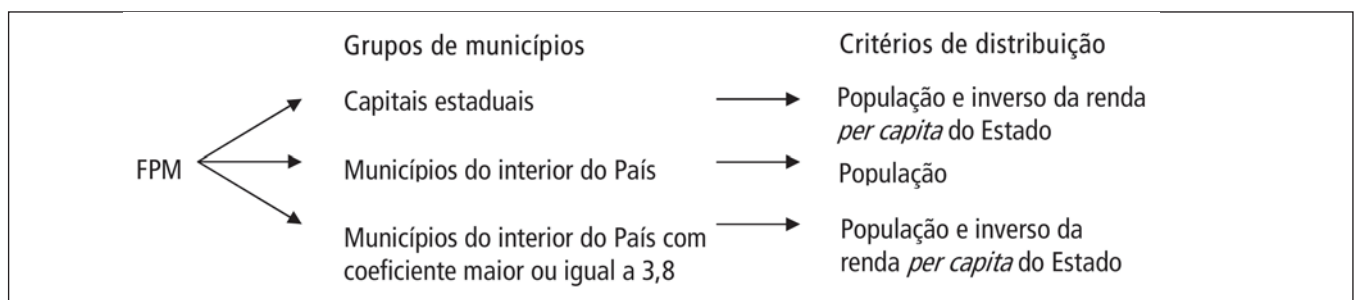 Grupos de municípios
Critérios de distribuição
FPM
Capitais estaduais
População e inverso da renda
per capita do Estado
Municípios do interior do País
População
Municípios do interior do País com
coeficiente maior ou igual a 3,8
População e inverso da
renda per capita do Estado